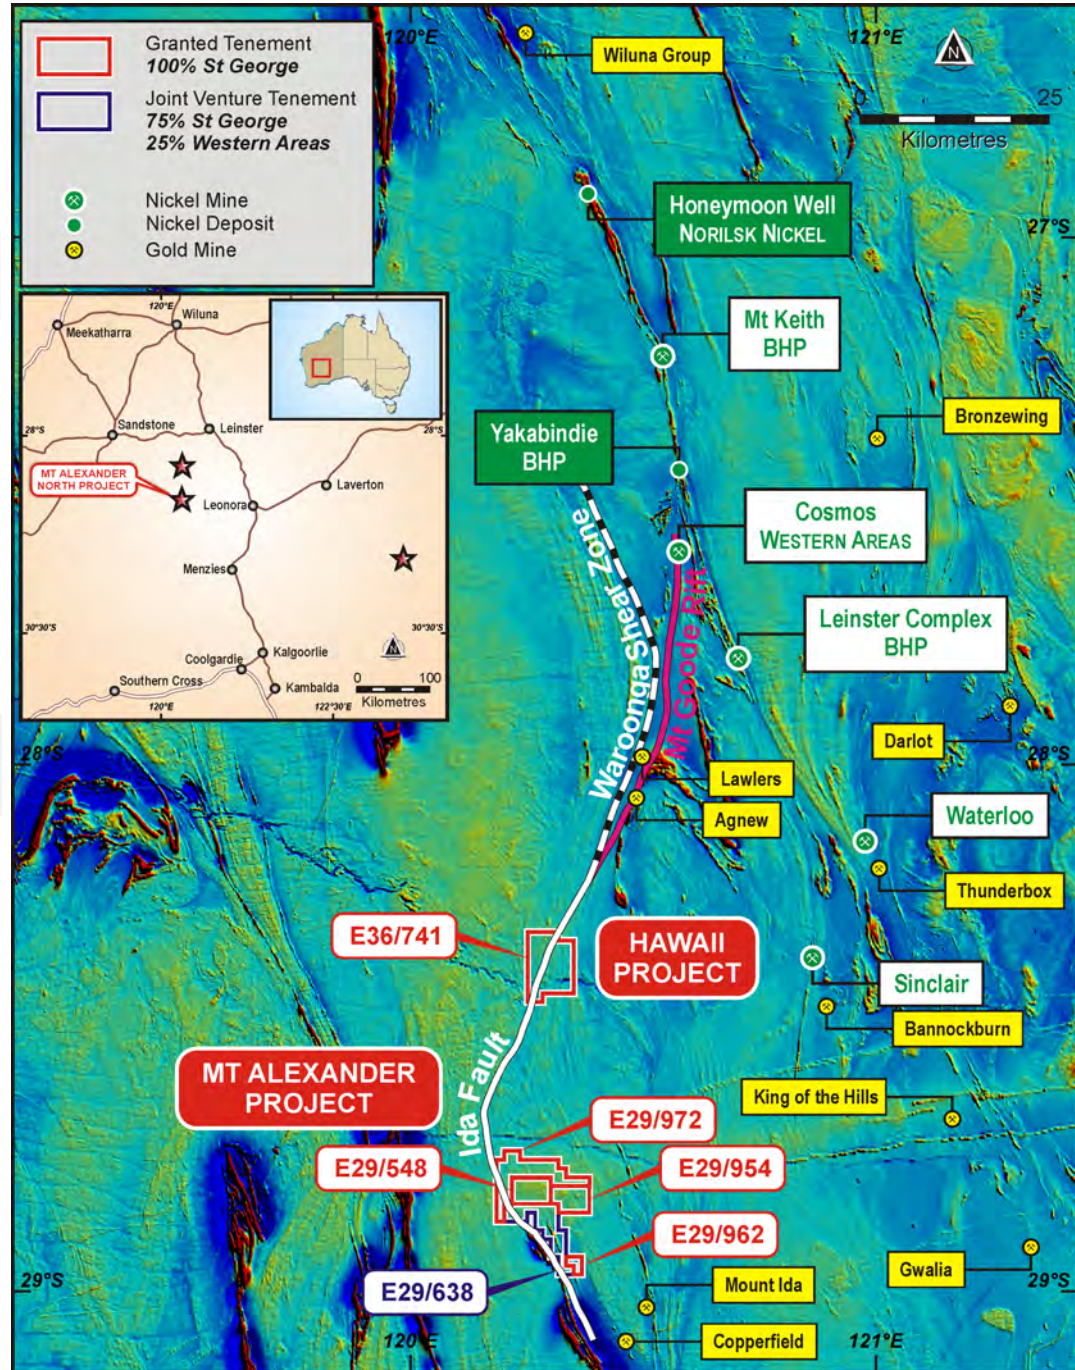 Granted Tenement
100% St George
Joint Venture Tenement
75% St George
25% Western Areas
Nickel Mine
Nickel Deposit
Gold Mine
120°E
121°E
Wiluna Group
N
0 25
Kilometres
Honeymoon Well
NORILSK NICKEL
27°S
Mt Keith
BHP
Yakabindie
BHP
Bronzewing
Cosmos
WESTERN AREAS
Waroonga Shear Zone
Mt Goode Rift
Leinster Complex
BHP
Darlot
28°S
28°S
Lawlers
Agnew
Waterloo
Thunderbox
120°E
Wiluna
Meekatharra
28°S
Sandstone
Leinster
28°S
MT ALEXANDER
NORTH PROJECT
Laverton
Leonora
Menzies
30°30'S
30°30'S
Coolgardie
Kalgoorlie
Southern Cross
Kambalda
N
0 100
Kilometres
120°E
122°30'E
E36/741
HAWAII
PROJECT
Sinclair
Bannockburn
Ida Fault
MT ALEXANDER
PROJECT
King of the Hills
E29/972
E29/548
E29/954
E29/962
E29/638
Gwalia
29°S
29°S
Mount Ida
Copperfield
120°E
121°E